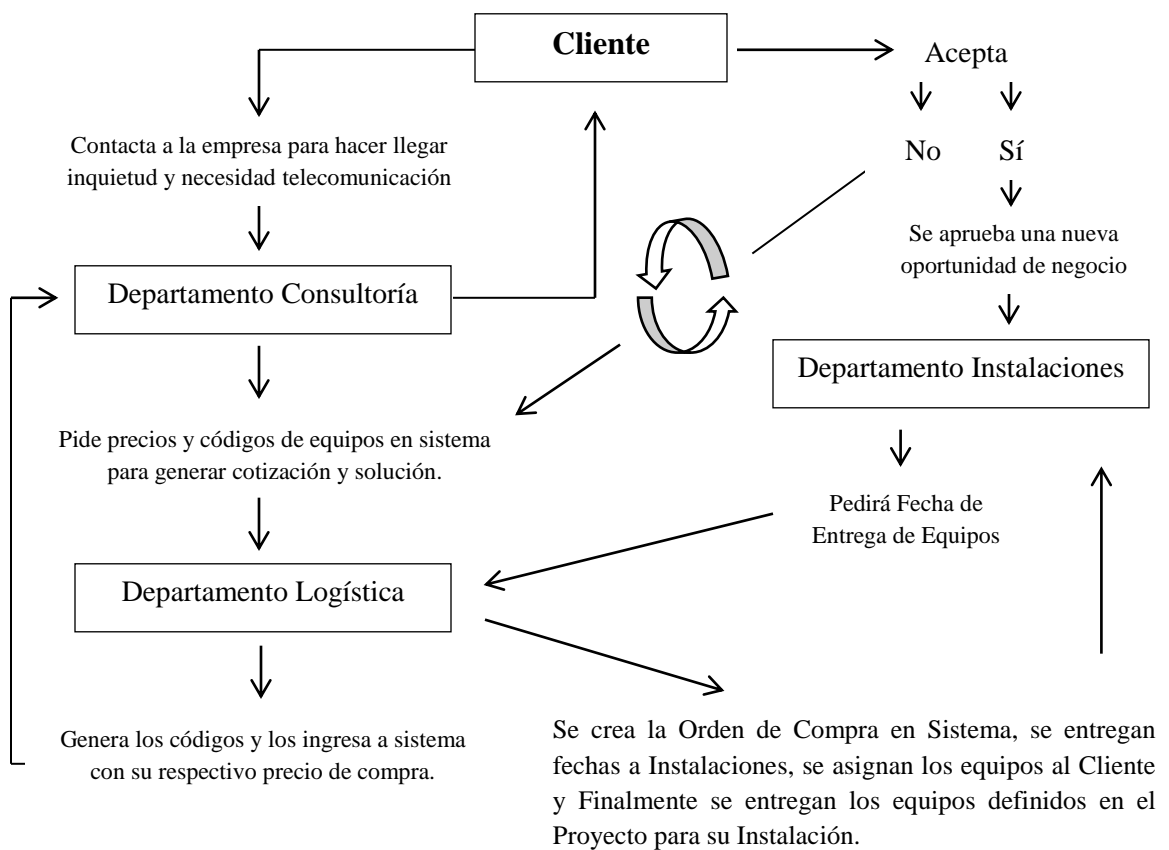 Cliente
Acepta
No
Sí
Contacta a la empresa para hacer llegar
inquietud y necesidad telecomunicación
Se aprueba una nueva
oportunidad de negocio
Departamento Consultoría
Departamento Instalaciones
Pide precios y códigos de equipos en sistema
para generar cotización y solución.
Pedirá Fecha de
Entrega de Equipos
Departamento Logística
Genera los códigos y los ingresa a sistema
con su respectivo precio de compra.
Se crea la Orden de Compra en Sistema, se entregan
fechas a Instalaciones, se asignan los equipos al Cliente
y Finalmente se entregan los equipos definidos en el
Proyecto para su Instalación.